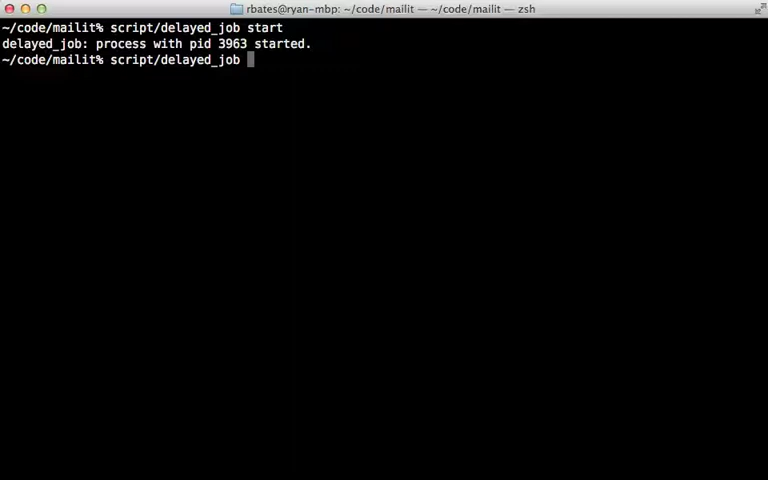 rbates@ryan-mbp: ~/code/mailit — ~/code/mailit — zsh
~/code/mailit% script/delayed_job start
delayed_job: process with pid 3963 started.
~/code/mailit% script/delayed_job